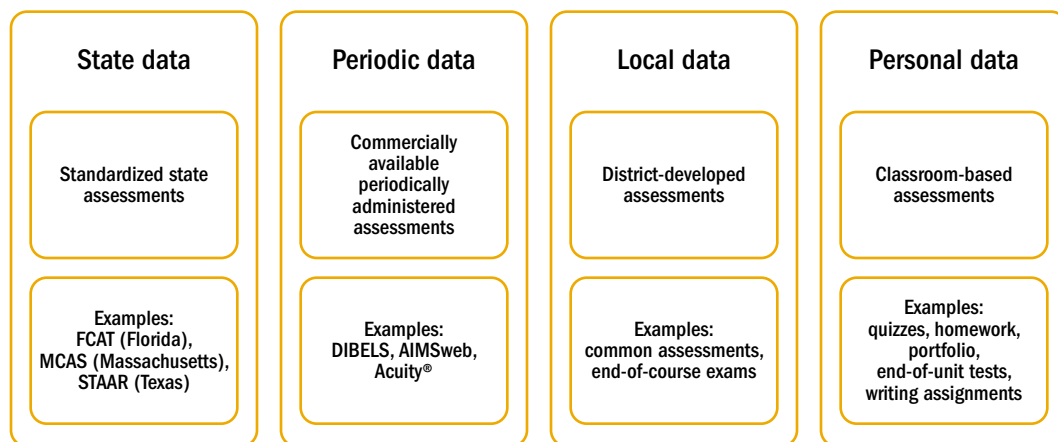 State data
Standardized state
assessments
Examples:
FCAT (Florida),
MCAS (Massachusetts),
STAAR (Texas)
Periodic data
Commercially
available
periodically
administered
assessments
Examples:
DIBELS, AIMSweb,
Acuity®
Local data
District-developed
assessments
Examples:
common assessments,
end-of-course exams
Personal data
Classroom-based
assessments
Examples:
quizzes, homework,
portfolio,
end-of-unit tests,
writing assignments